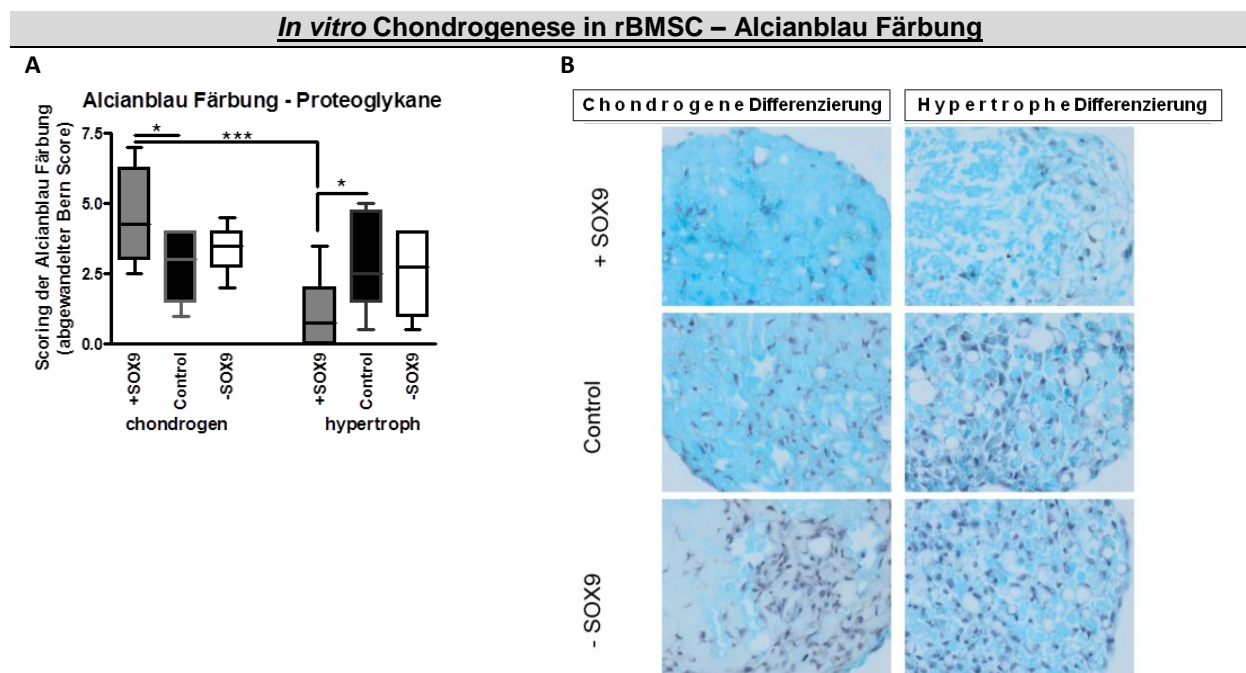 In vitro Chondrogenese in rBMSC – Alcianblau Färbung
A
Alcianblau Färbung - Proteoglykane
Scoring der Alcianblau Färbung
(abgewandelter Bern Score)
7.5
5.0
2.5
0.0
*
***
*
+SOX9
Control
-SOX9
+SOX9
Control
-SOX9
chondrogen
hypertroph
B
Chondrogene Differenzierung
Hypertrophe Differenzierung
+ SOX9
Control
- SOX9